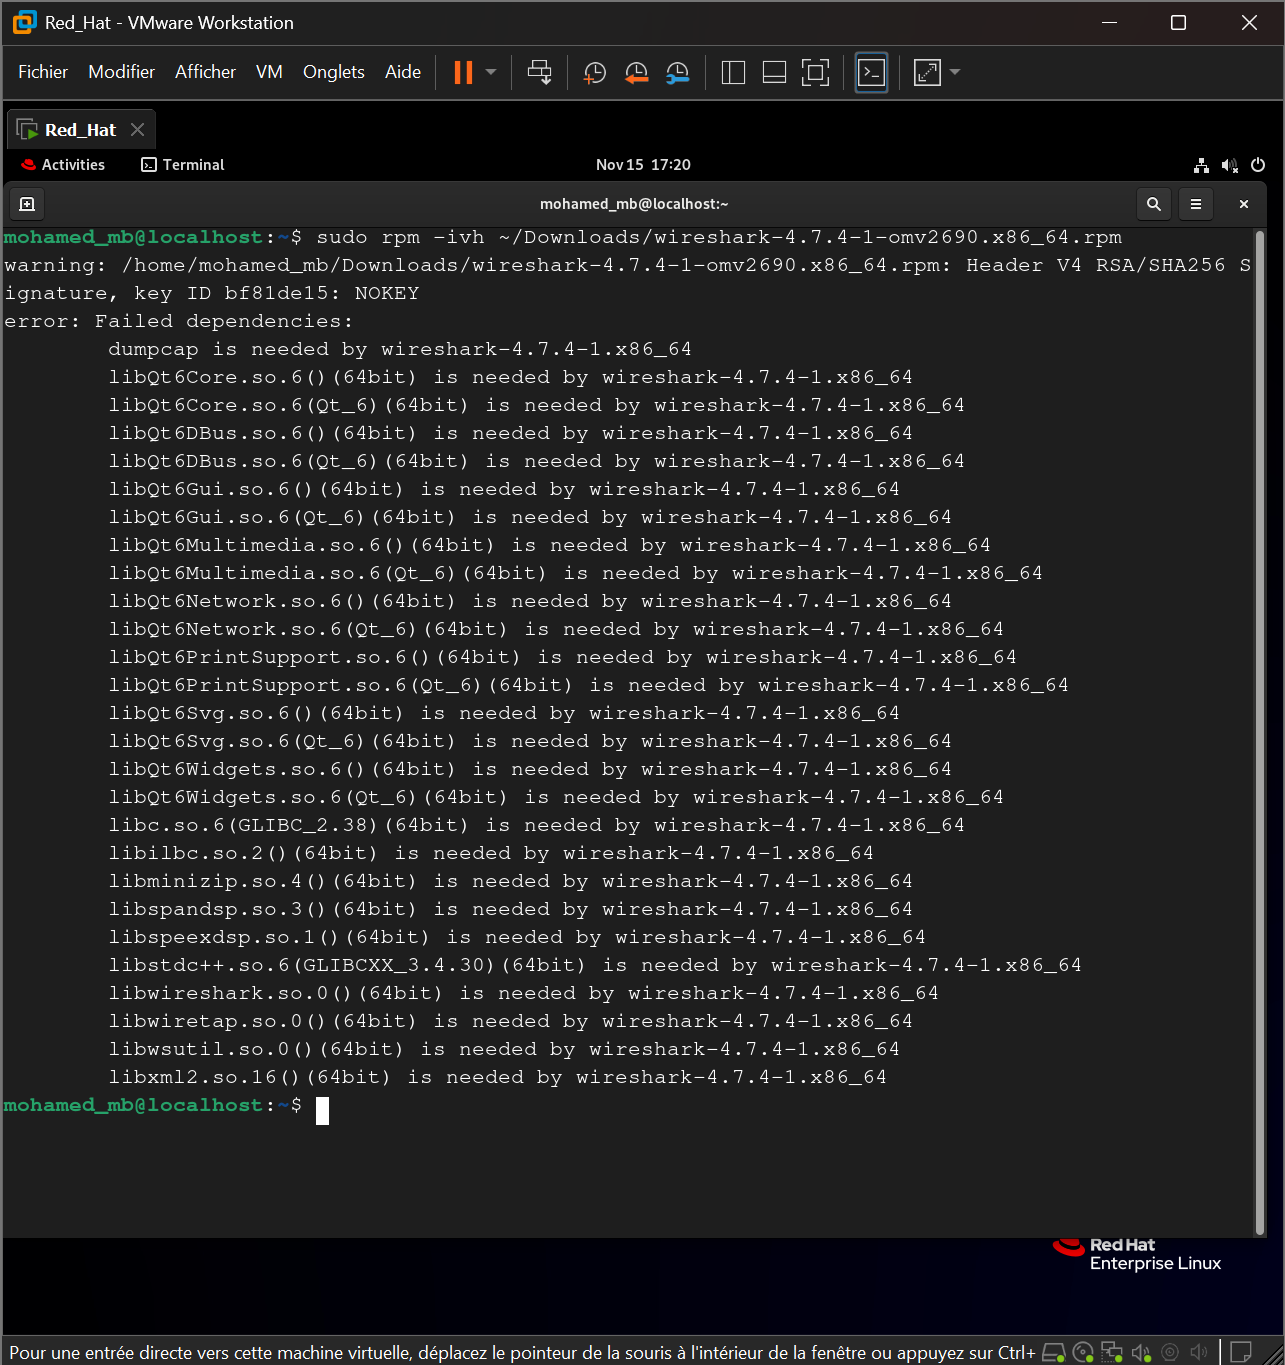 Red_Hat - VMware Workstation
Fichier Modifier Afficher VM Onglets Aide
Red_Hat
Activities Terminal Nov 15 17:20
mohamed_mb@localhost:~
mohamed_mb@localhost:~$ sudo rpm -ivh ~/Downloads/wireshark-4.7.4-1-omv2690.x86_64.rpm
warning: /home/mohamed_mb/Downloads/wireshark-4.7.4-1-omv2690.x86_64.rpm: Header V4 RSA/SHA256 S
ignature, key ID bf81de15: NOKEY
error: Failed dependencies:
dumpcap is needed by wireshark-4.7.4-1.x86_64
libQt6Core.so.6()(64bit) is needed by wireshark-4.7.4-1.x86_64
libQt6Core.so.6(Qt_6)(64bit) is needed by wireshark-4.7.4-1.x86_64
libQt6DBus.so.6()(64bit) is needed by wireshark-4.7.4-1.x86_64
libQt6DBus.so.6(Qt_6)(64bit) is needed by wireshark-4.7.4-1.x86_64
libQt6Gui.so.6()(64bit) is needed by wireshark-4.7.4-1.x86_64
libQt6Gui.so.6(Qt_6)(64bit) is needed by wireshark-4.7.4-1.x86_64
libQt6Multimedia.so.6()(64bit) is needed by wireshark-4.7.4-1.x86_64
libQt6Multimedia.so.6(Qt_6)(64bit) is needed by wireshark-4.7.4-1.x86_64
libQt6Network.so.6()(64bit) is needed by wireshark-4.7.4-1.x86_64
libQt6Network.so.6(Qt_6)(64bit) is needed by wireshark-4.7.4-1.x86_64
libQt6PrintSupport.so.6()(64bit) is needed by wireshark-4.7.4-1.x86_64
libQt6PrintSupport.so.6(Qt_6)(64bit) is needed by wireshark-4.7.4-1.x86_64
libQt6Svg.so.6()(64bit) is needed by wireshark-4.7.4-1.x86_64
libQt6Svg.so.6(Qt_6)(64bit) is needed by wireshark-4.7.4-1.x86_64
libQt6Widgets.so.6()(64bit) is needed by wireshark-4.7.4-1.x86_64
libQt6Widgets.so.6(Qt_6)(64bit) is needed by wireshark-4.7.4-1.x86_64
libc.so.6(GLIBC_2.38)(64bit) is needed by wireshark-4.7.4-1.x86_64
libilbc.so.2()(64bit) is needed by wireshark-4.7.4-1.x86_64
libminizip.so.4()(64bit) is needed by wireshark-4.7.4-1.x86_64
libspandsp.so.3()(64bit) is needed by wireshark-4.7.4-1.x86_64
libspeexdsp.so.1()(64bit) is needed by wireshark-4.7.4-1.x86_64
libstdc++.so.6(GLIBCXX_3.4.30)(64bit) is needed by wireshark-4.7.4-1.x86_64
libwireshark.so.0()(64bit) is needed by wireshark-4.7.4-1.x86_64
libwiretap.so.0()(64bit) is needed by wireshark-4.7.4-1.x86_64
libwsutil.so.0()(64bit) is needed by wireshark-4.7.4-1.x86_64
libxml2.so.16()(64bit) is needed by wireshark-4.7.4-1.x86_64
mohamed_mb@localhost:~$
Red Hat
Enterprise Linux
Pour une entrée directe vers cette machine virtuelle, déplacez le pointeur de la souris à l'intérieur de la fenêtre ou appuyez sur Ctrl+